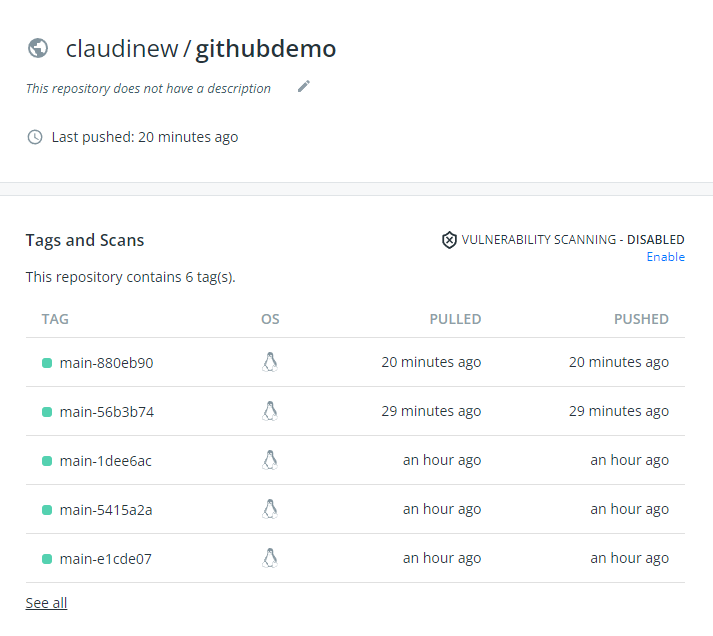 claudinew / githubdemo
This repository does not have a description
Last pushed: 20 minutes ago
Tags and Scans
VULNERABILITY SCANNING - DISABLED
Enable
This repository contains 6 tag(s).
TAG OS PULLED PUSHED
main-880eb90 20 minutes ago 20 minutes ago
main-56b3b74 29 minutes ago 29 minutes ago
main-1dee6ac an hour ago an hour ago
main-5415a2a an hour ago an hour ago
main-e1cde07 an hour ago an hour ago
See all